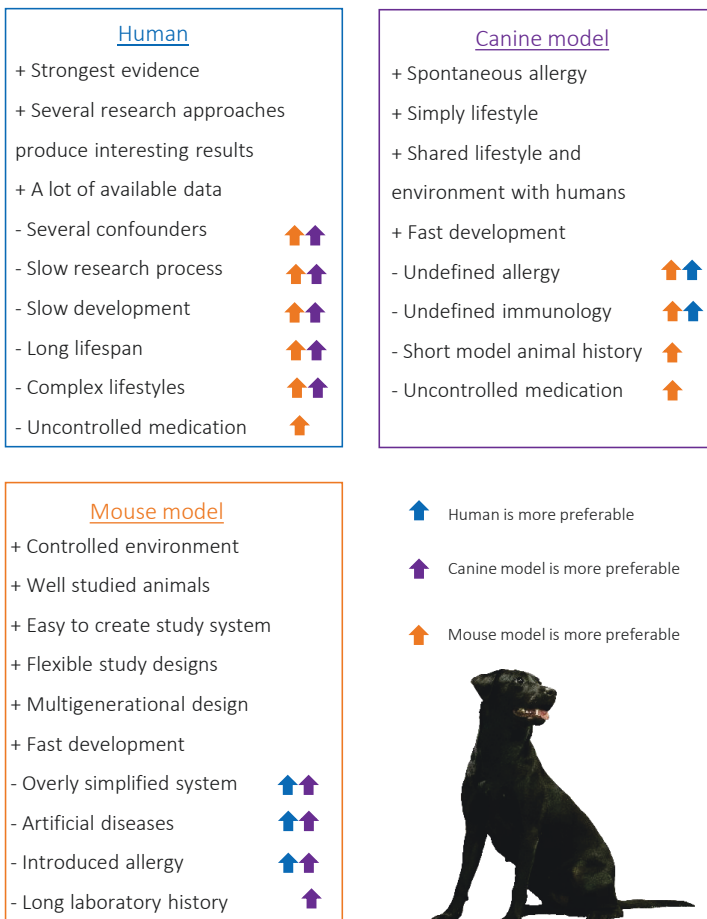 Human
+ Strongest evidence
+ Several research approaches
produce interesting results
+ A lot of available data
- Several confounders
- Slow research process
- Slow development
- Long lifespan
- Complex lifestyles
- Uncontrolled medication
Canine model
+ Spontaneous allergy
+ Simply lifestyle
+ Shared lifestyle and
environment with humans
+ Fast development
- Undefined allergy
- Undefined immunology
- Short model animal history
- Uncontrolled medication
Mouse model
+ Controlled environment
+ Well studied animals
+ Easy to create study system
+ Flexible study designs
+ Multigenerational design
+ Fast development
- Overly simplified system
- Artificial diseases
- Introduced allergy
- Long laboratory history
Human is more preferable
Canine model is more preferable
Mouse model is more preferable